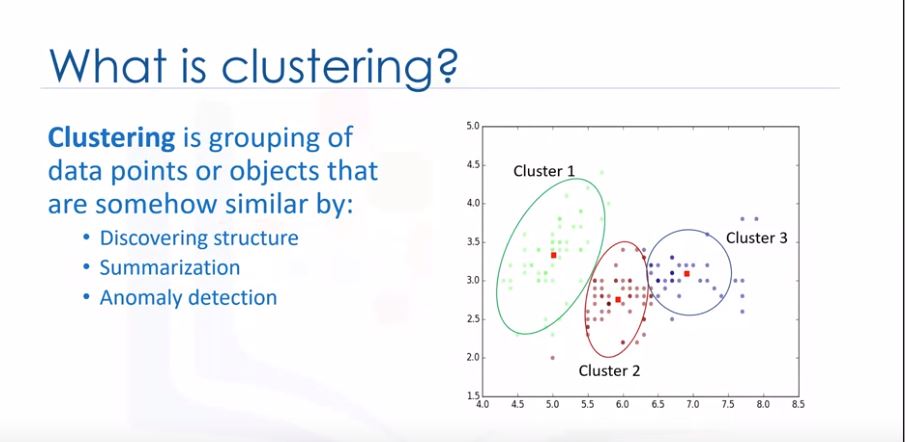 What is clustering?
Clustering is grouping of
data points or objects that
are somehow similar by:
• Discovering structure
• Summarization
• Anomaly detection
5.0
4.5
4.0
3.5
3.0
2.5
2.0
1.5
Cluster 1
Cluster 3
Cluster 2
4.0 4.5 5.0 5.5 6.0 6.5 7.0 7.5 8.0 8.5